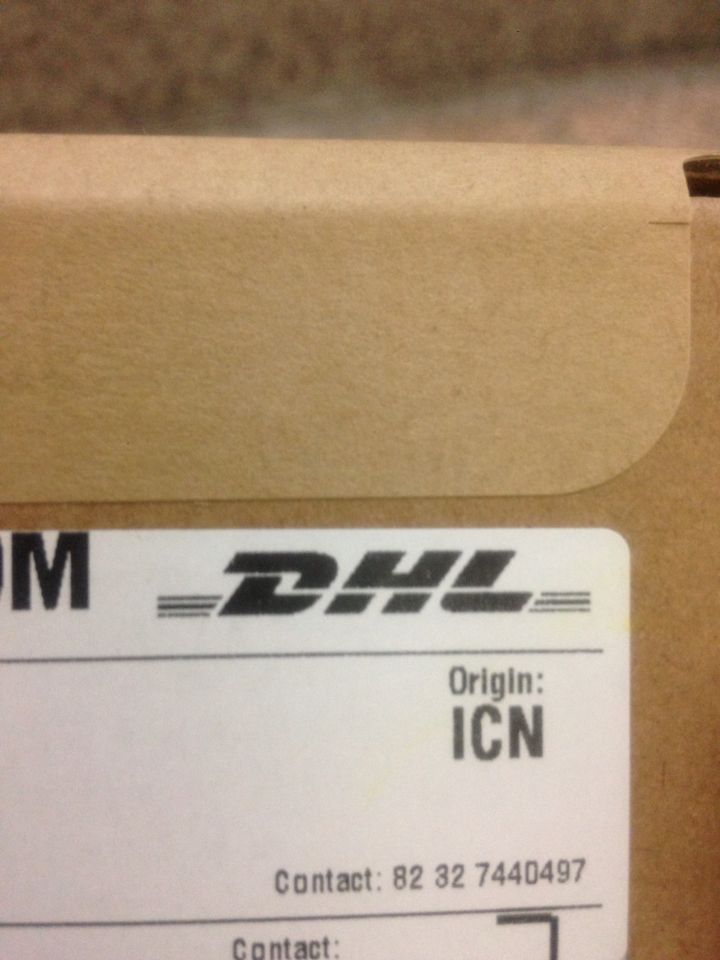 DHL
Origin:
ICN
Contact: 82 32 7440497
Contact: